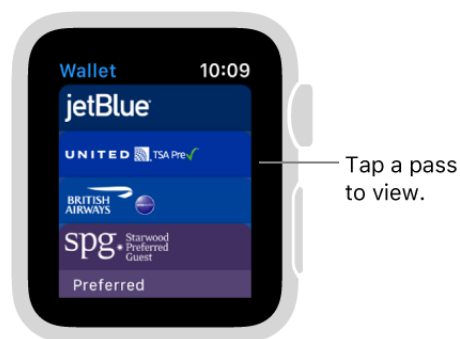 Wallet 10:09
jetBlue
UNITED TSA Pre✓
BRITISH
AIRWAYS
spg. Starwood
Preferred
Guest
Preferred
Tap a pass
to view.